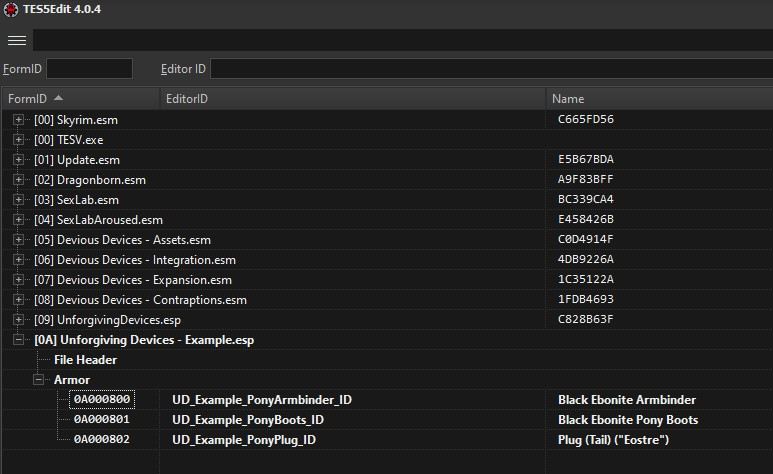 TES5Edit 4.0.4
FormID Editor ID
FormID EditorID Name
[00] Skyrim.esm C665FD56
[00] TESV.exe
[01] Update.esm E5B67BDA
[02] Dragonborn.esm A9F83BFF
[03] SexLab.esm BC339CA4
[04] SexLabAroused.esm E458426B
[05] Devious Devices - Assets.esm C0D4914F
[06] Devious Devices - Integration.esm 4DB9226A
[07] Devious Devices - Expansion.esm 1C35122A
[08] Devious Devices - Contraptions.esm 1FDB4693
[09] UnforgivingDevices.esp C828B63F
[0A] Unforgiving Devices - Example.esp
File Header
Armor
0A000800 UD_Example_PonyArmbinder_ID Black Ebonite Armbinder
0A000801 UD_Example_PonyBoots_ID Black Ebonite Pony Boots
0A000802 UD_Example_PonyPlug_ID Plug (Tail) ("Eostre")